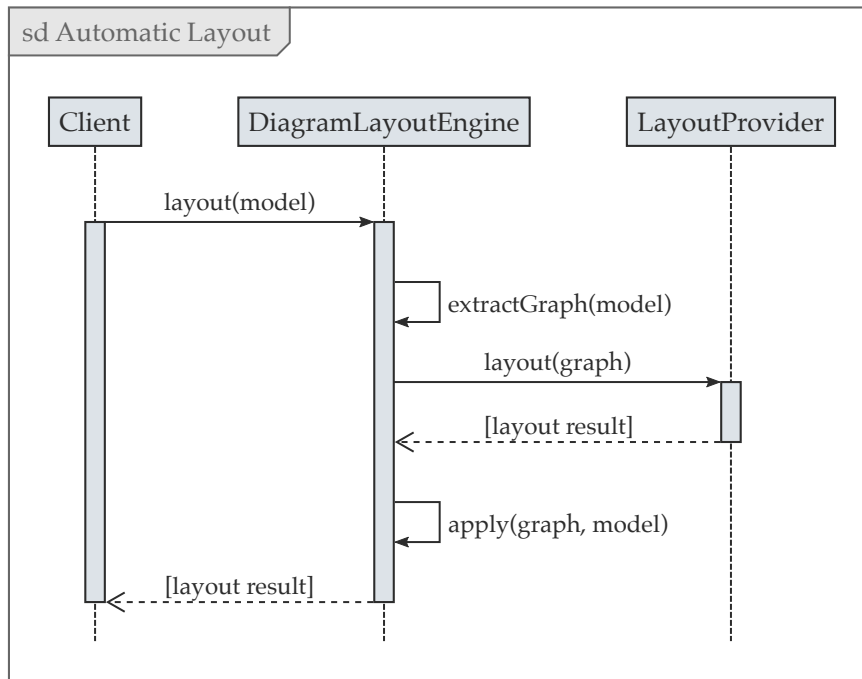 sd Automatic Layout
Client
DiagramLayoutEngine
LayoutProvider
layout(model)
extractGraph(model)
layout(graph)
[layout result]
apply(graph, model)
[layout result]